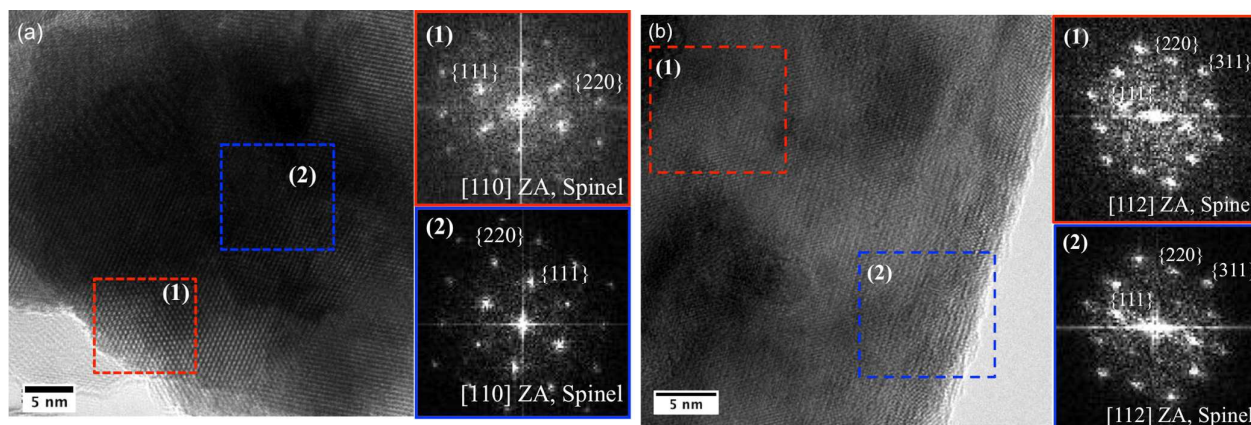 (a)
(1)
(2)
5 nm
(1)
{111}
{220}
[110] ZA, Spinel
(2)
{220}
{111}
[110] ZA, Spinel
(b)
(1)
(2)
5 nm
(1)
{220}
{311}
{111}
[112] ZA, Spinel
(2)
{220}
{311}
{111}
[112] ZA, Spinel